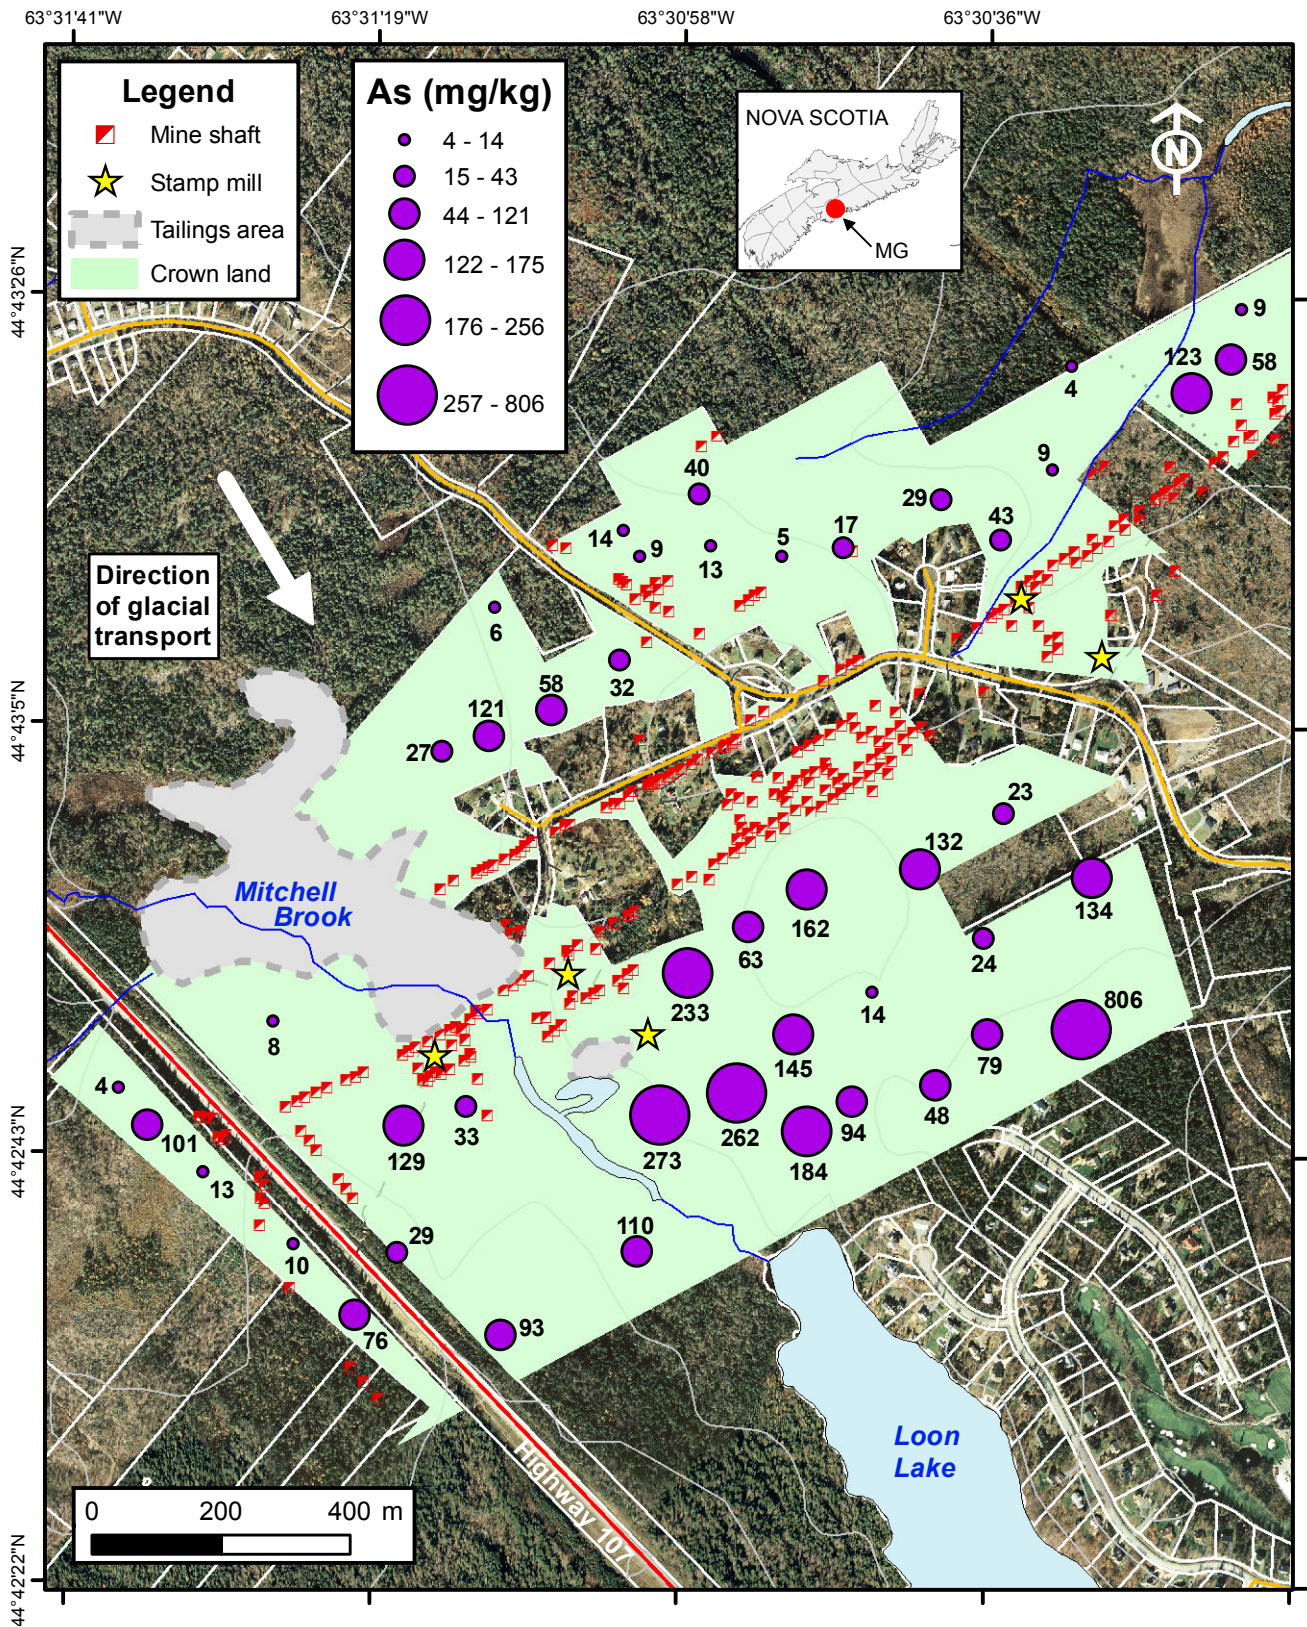 63°31'41"W
63°31'19"W
63°30'58"W
63°30'36"W
44°43'26"N
44°43'5"N
44°42'43"N
44°42'22"N
Legend
Mine shaft
Stamp mill
Tailings area
Crown land
As (mg/kg)
4 - 14
15 - 43
44 - 121
122 - 175
176 - 256
257 - 806
NOVA SCOTIA
MG
N
Direction
of glacial
transport
9
58
123
4
9
40
29
43
14
9
13
5
17
6
32
58
121
27
23
132
134
162
63
24
233
14
806
145
79
8
4
101
33
129
273
262
184
94
48
13
29
110
10
76
93
Mitchell
Brook
Loon
Lake
Highway 107
0 200 400 m